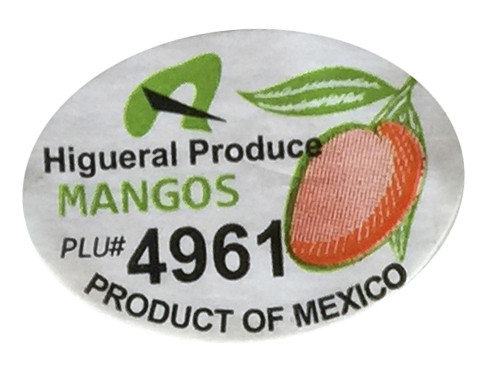 Higueral Produce
MANGOS
PLU# 4961
PRODUCT OF MEXICO